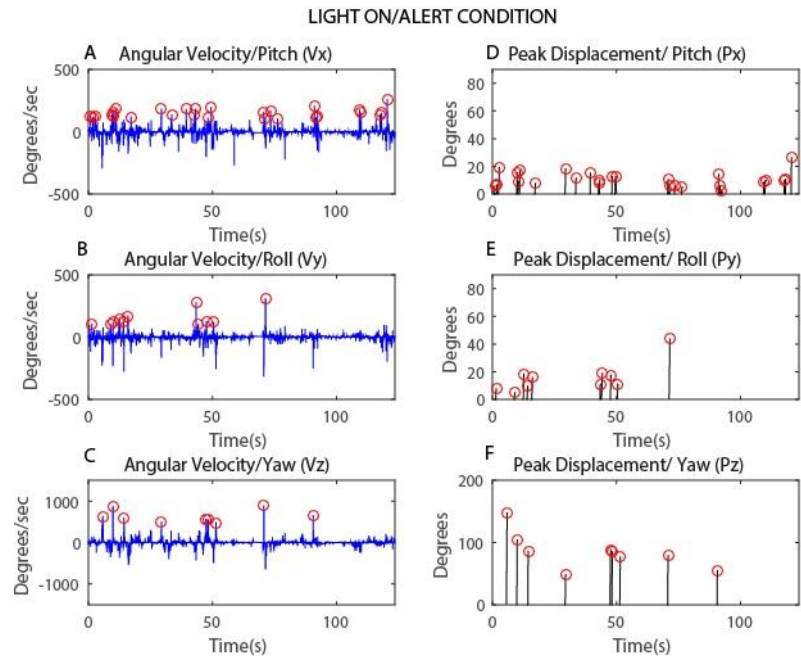 LIGHT ON/ALERT CONDITION
A
Angular Velocity/Pitch (Vx)
Degrees/sec
500
0
-500
0
50
100
Time(s)
D
Peak Displacement/ Pitch (Px)
Degrees
80
60
40
20
0
0
50
100
Time(s)
B
Angular Velocity/Roll (Vy)
Degrees/sec
500
0
-500
0
50
100
Time(s)
E
Peak Displacement/ Roll (Py)
Degrees
80
60
40
20
0
0
50
100
Time(s)
C
Angular Velocity/Yaw (Vz)
Degrees/sec
1000
0
-1000
0
50
100
Time(s)
F
Peak Displacement/ Yaw (Pz)
Degrees
200
100
0
0
50
100
Time(s)